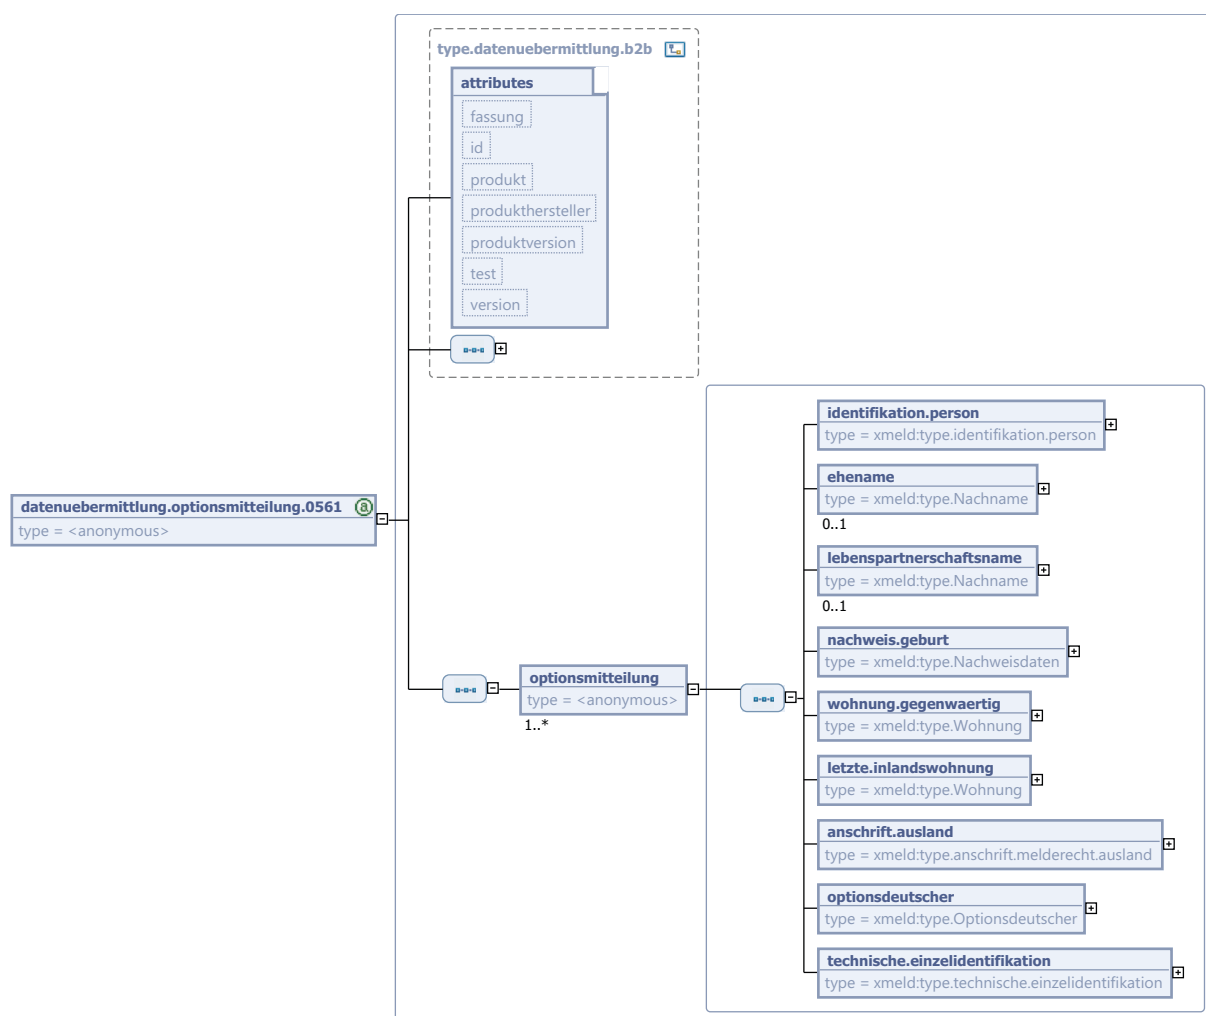 type.datenuebermittlung.b2b
attributes
fassung
id
produkt
produkthersteller
produktversion
test
version
datenuebermittlung.optionsmitteilung.0561
type = <anonymous>
optionsmitteilung
type = <anonymous>
1..*
identifikation.person
type = xmeld:type.identifikation.person
ehename
type = xmeld:type.Nachname
0..1
lebenspartnerschaftsname
type = xmeld:type.Nachname
0..1
nachweis.geburt
type = xmeld:type.Nachweisdaten
wohnung.gegenwaertig
type = xmeld:type.Wohnung
letzte.inlandswohnung
type = xmeld:type.Wohnung
anschrift.ausland
type = xmeld:type.anschrift.melderecht.ausland
optionsdeutscher
type = xmeld:type.Optionsdeutscher
technische.einzelidentifikation
type = xmeld:type.technische.einzelidentifikation